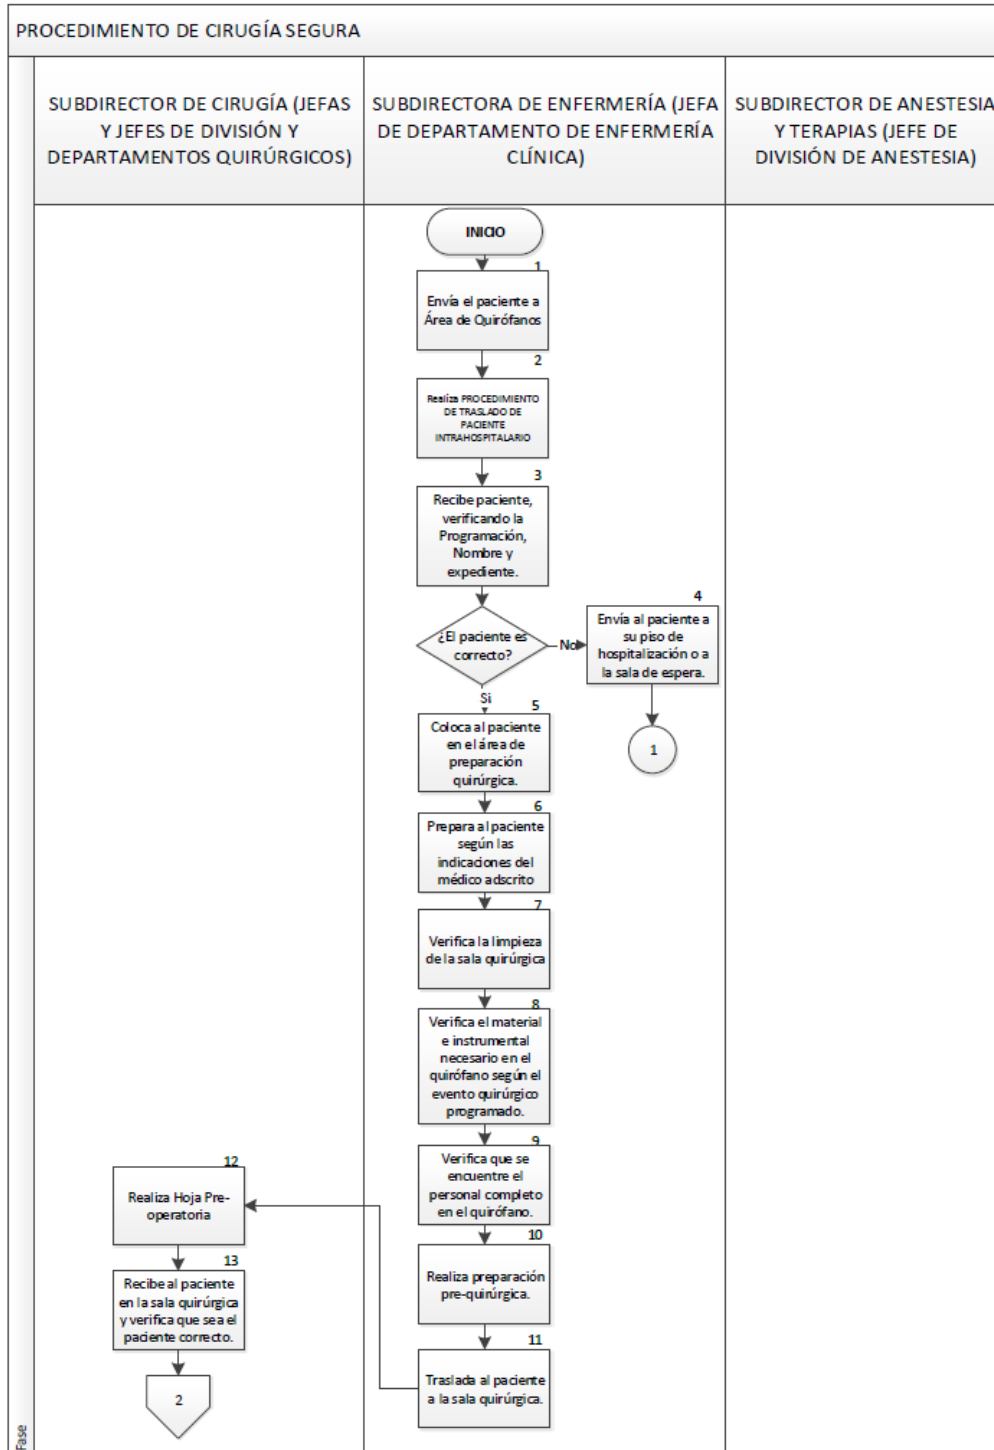 PROCEDIMIENTO DE CIRUGÍA SEGURA
SUBDIRECTOR DE CIRUGÍA (JEFAS
Y JEFES DE DIVISIÓN Y
DEPARTAMENTOS QUIRÚRGICOS)
SUBDIRECTORA DE ENFERMERÍA (JEFA
DE DEPARTAMENTO DE ENFERMERÍA
CLÍNICA)
SUBDIRECTOR DE ANESTESIA
Y TERAPIAS (JEFE DE
DIVISIÓN DE ANESTESIA)
INICIO
1
Envía el paciente a
Área de Quirófanos
2
Realiza PROCEDIMIENTO
DE TRASLADO DE
PACIENTE
INTRAHOSPITALARIO
3
Recibe paciente,
verificando la
Programación,
Nombre y
expediente.
¿El paciente es
correcto?
No
4
Envía al paciente a
su piso de
hospitalización o a
la sala de espera.
1
Si
5
Coloca al paciente
en el área de
preparación
quirúrgica.
6
Prepara al paciente
según las
indicaciones del
médico adscrito
7
Verifica la limpieza
de la sala quirúrgica
8
Verifica el material
e instrumental
necesario en el
quirófano según el
evento quirúrgico
programado.
9
Verifica que se
encuentre el
personal completo
en el quirófano.
10
Realiza preparación
pre-quirúrgica.
11
Traslada al paciente
a la sala quirúrgica.
12
Realiza Hoja Pre-
operatoria
13
Recibe al paciente
en la sala quirúrgica
y verifica que sea el
paciente correcto.
2
Fase